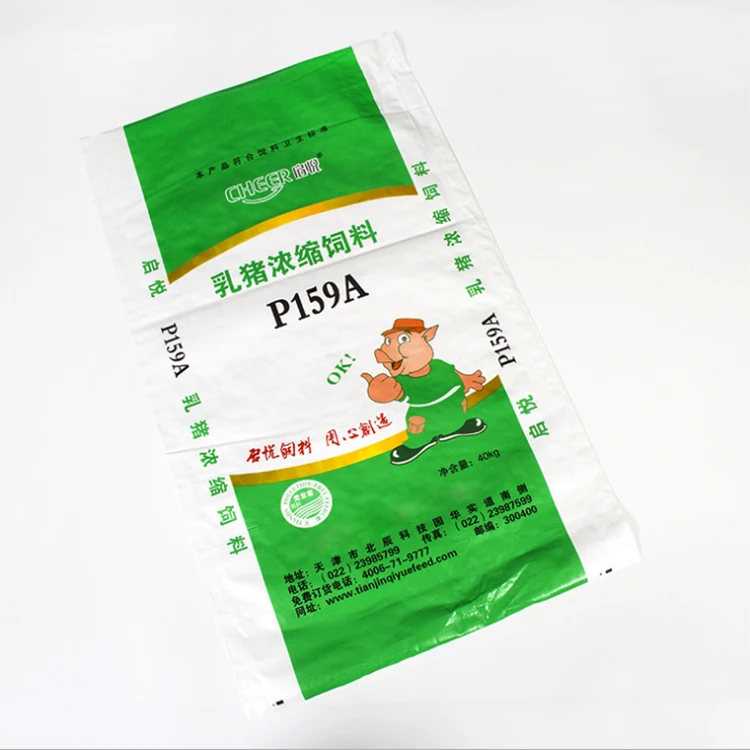 本产品符合饲料卫生标准
CHEER启悦®
乳猪浓缩饲料
P159A
OK!
启悦饲料 用心創造
净含量：40kg
地址：天津市北辰科技园华实道南侧
电话：（022）23985799 传真：（022）23987599
免费订货电话：4006-71-9777 邮编：300400
网址：www.tianjinqiyuefeed.com
启悦
P159A
乳猪浓缩饲料
乳猪浓缩饲料
P159A
启悦